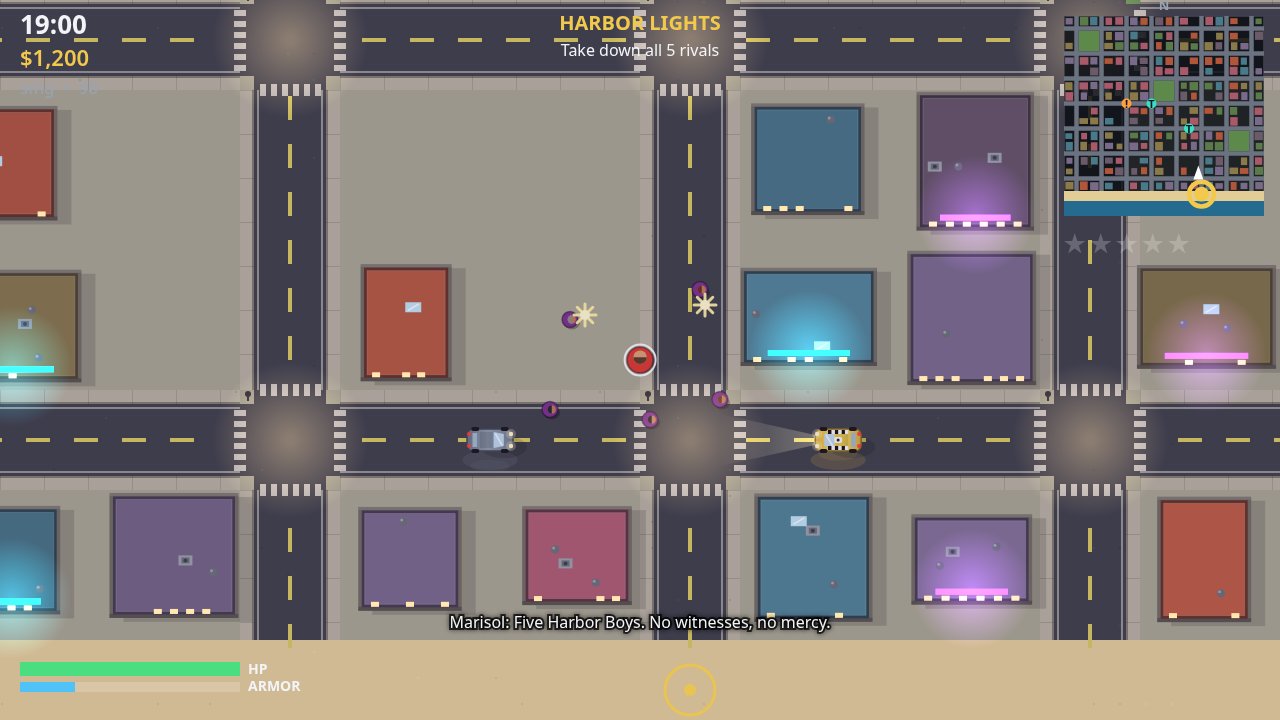 19:00
$1,200
HARBOR LIGHTS
Take down all 5 rivals
N
Marisol: Five Harbor Boys. No witnesses, no mercy.
HP
ARMOR